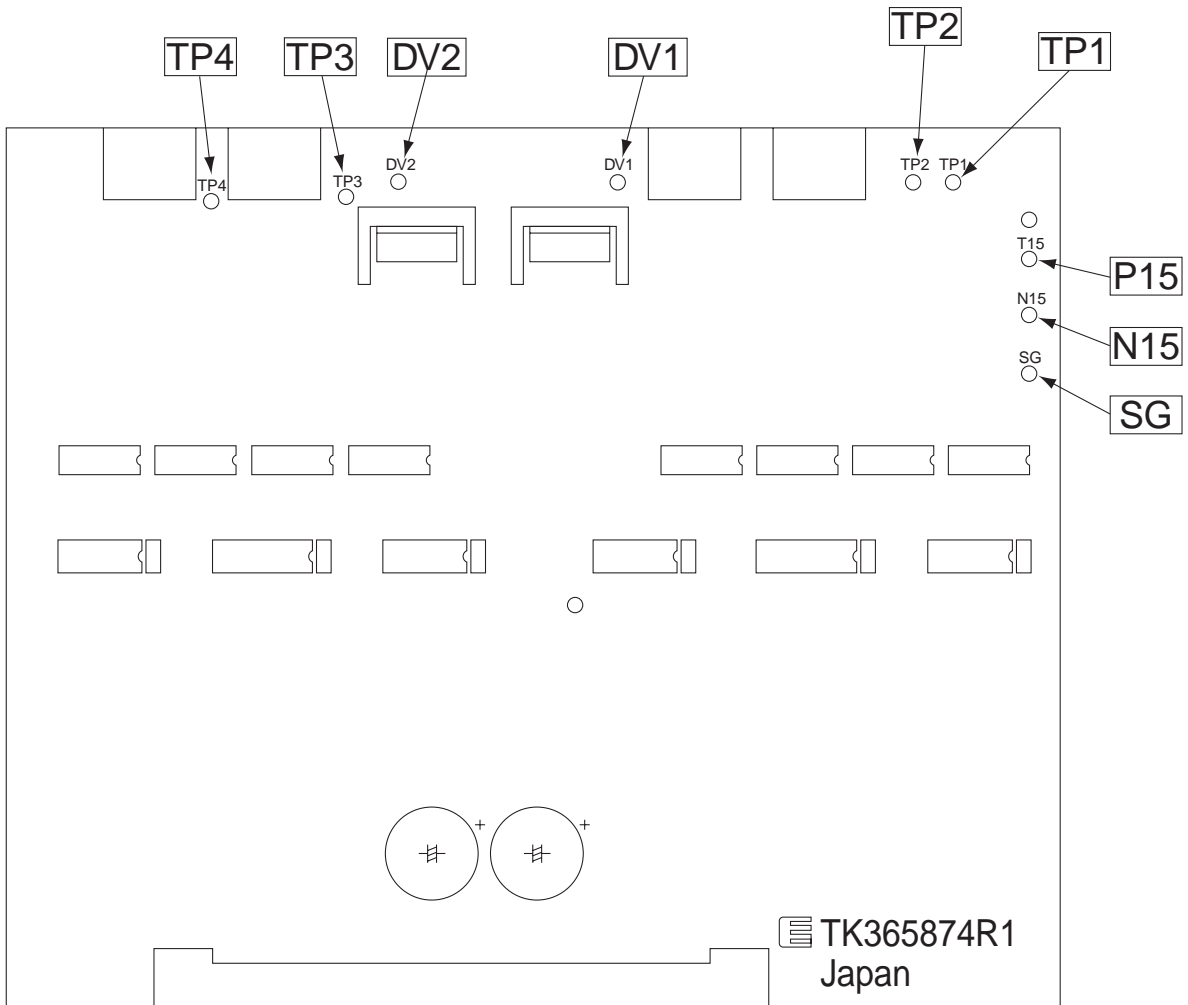 TP4 TP3 DV2 DV1 TP2 TP1
TP4 TP3 DV2 DV1 TP2 TP1
T15
P15
N15
N15
SG
SG
+ +
TK365874R1
Japan